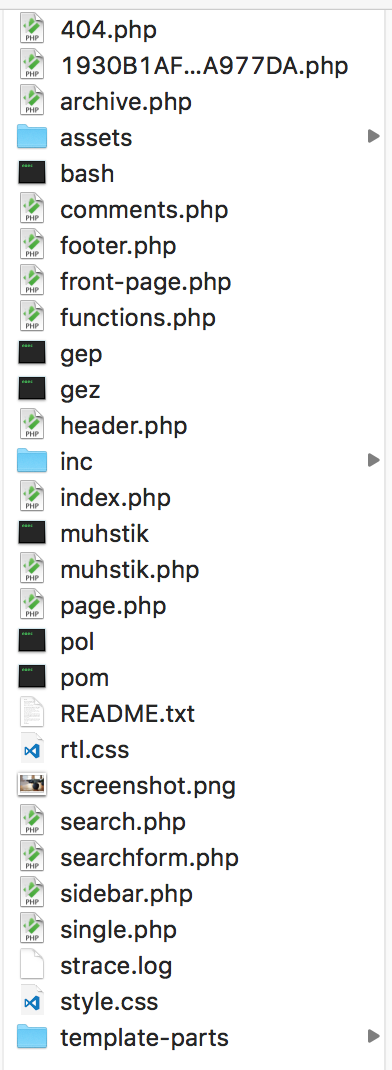 404.php
1930B1AF...A977DA.php
archive.php
assets
bash
comments.php
footer.php
front-page.php
functions.php
gep
gez
header.php
inc
index.php
muhstik
muhstik.php
page.php
pol
pom
README.txt
rtl.css
screenshot.png
search.php
searchform.php
sidebar.php
single.php
strace.log
style.css
template-parts